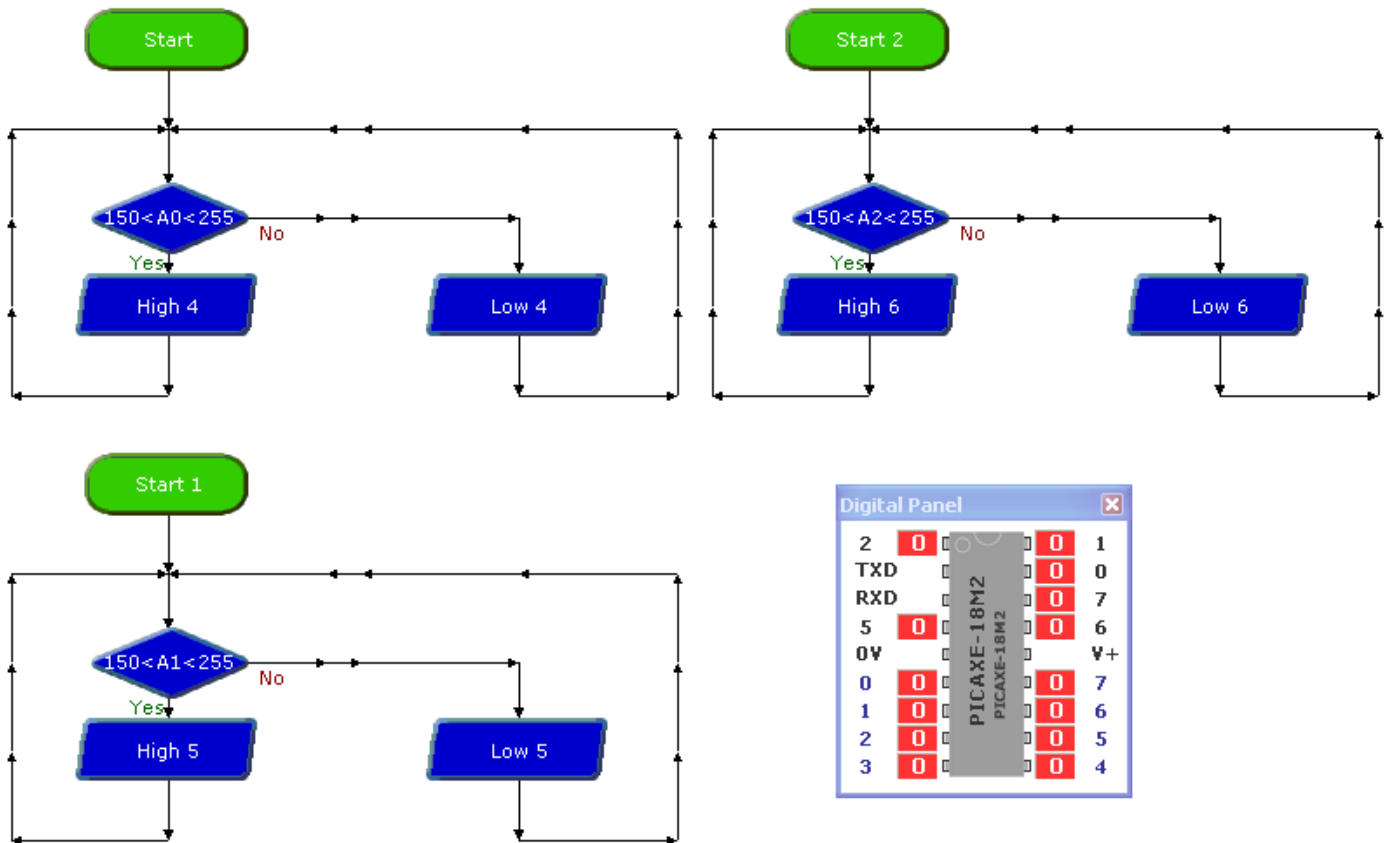 Start
150<A0<255
No
Yes
High 4
Low 4
Start 2
150<A2<255
No
Yes
High 6
Low 6
Start 1
150<A1<255
No
Yes
High 5
Low 5
Digital Panel
2 0 0 1
TXD 0 0
RXD 0 7
5 0 0 6
0V V+
0 0 0 7
1 0 0 6
2 0 0 5
3 0 0 4
PICAXE-18M2
PICAXE-18M2